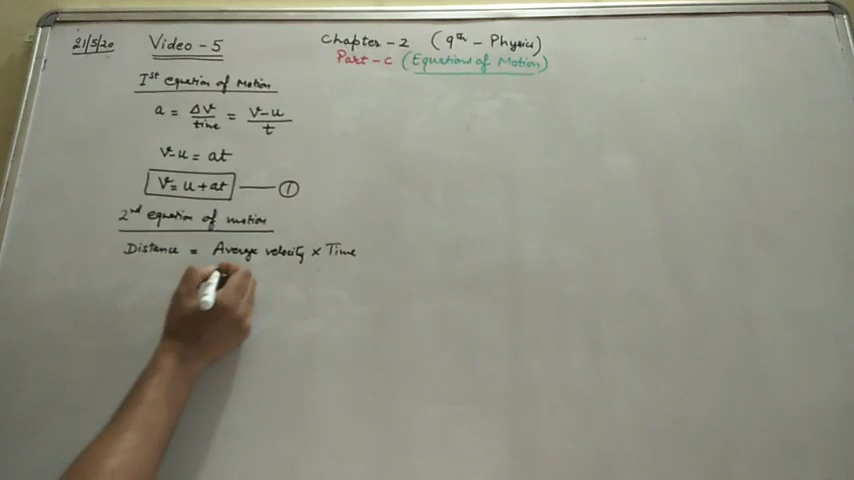 21/5/20 Video - 5 Chapter - 2 (9th - Physics)
Part - C (Equations of Motion)
Ist equation of Motion
a = ΔV/time = V-u/t
V-u = at
V = u + at —— ①
2nd equation of motion
Distance = Average velocity × Time